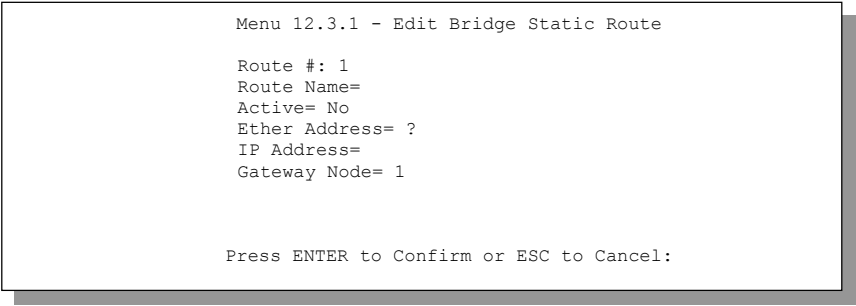 Menu 12.3.1 - Edit Bridge Static Route
Route #: 1
Route Name=
Active= No
Ether Address= ?
IP Address=
Gateway Node= 1
Press ENTER to Confirm or ESC to Cancel: